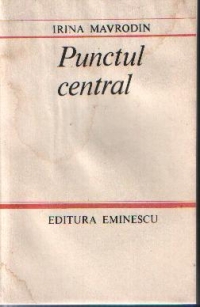 IRINA MAVRODIN
Punctul
central
EDITURA EMINESCU